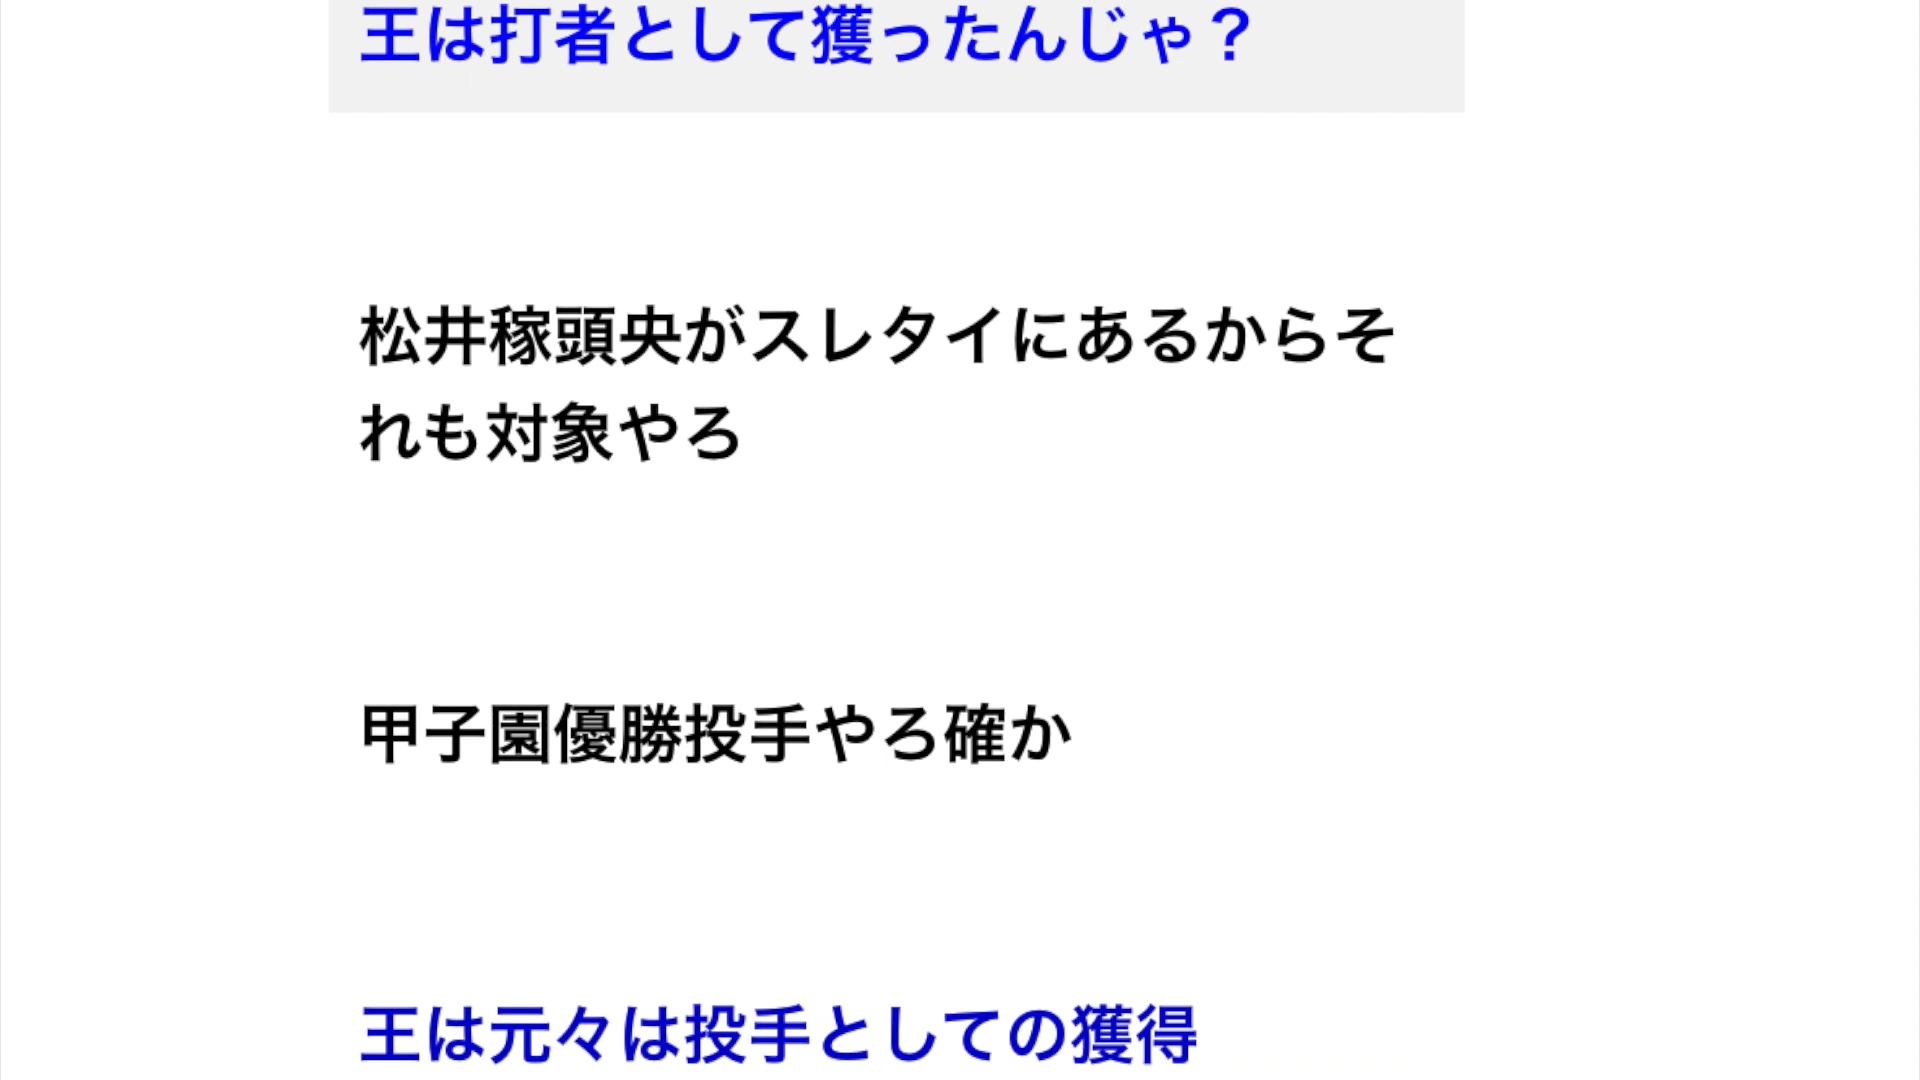 王は打者として獲ったんじゃ？
松井稼頭央がスレタイにあるからそ
れも対象やろ
甲子園優勝投手やろ確か
王は元々は投手としての獲得